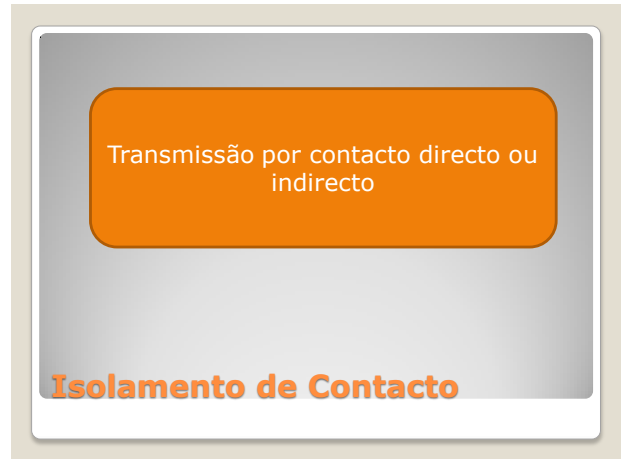 Transmissão por contacto directo ou
indirecto
Isolamento de Contacto